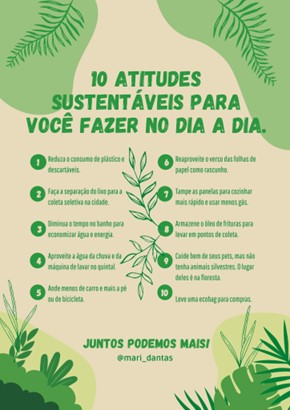 10 ATITUDES
SUSTENTÁVEIS PARA
VOCÊ FAZER NO DIA A DIA.
1 Reduza o consumo de plástico e
descartáveis.
2 Faça a separação do lixo para a
coleta seletiva na cidade.
3 Diminua o tempo no banho para
economizar água e energia.
4 Aproveite a água da chuva e da
máquina de lavar no quintal.
5 Ande menos de carro e mais a pé
ou de bicicleta.
6 Reaproveite o verso das folhas de
papel como rascunho.
7 Tampe as panelas para cozinhar
mais rápido e usar menos gás.
8 Armazene o óleo de frituras para
levar em pontos de coleta.
9 Cuide bem de seus pets, mas não
tenha animais silvestres. O lugar
deles é na floresta.
10 Leve uma ecobag para compras.
JUNTOS PODEMOS MAIS!
@mari_dantas